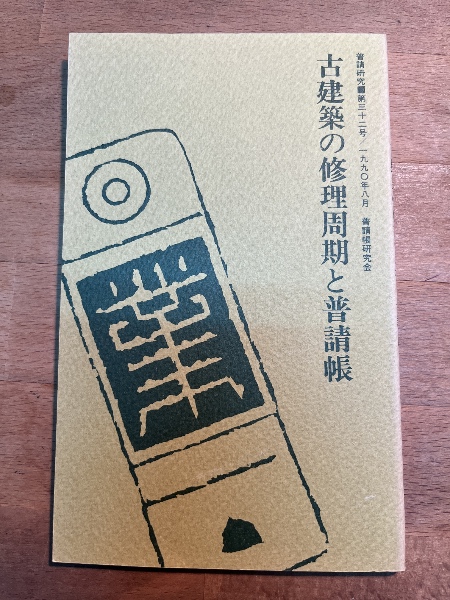 普請研究■第三十二号/一九九〇年八月 普請帳研究会
古建築の修理周期と普請帳